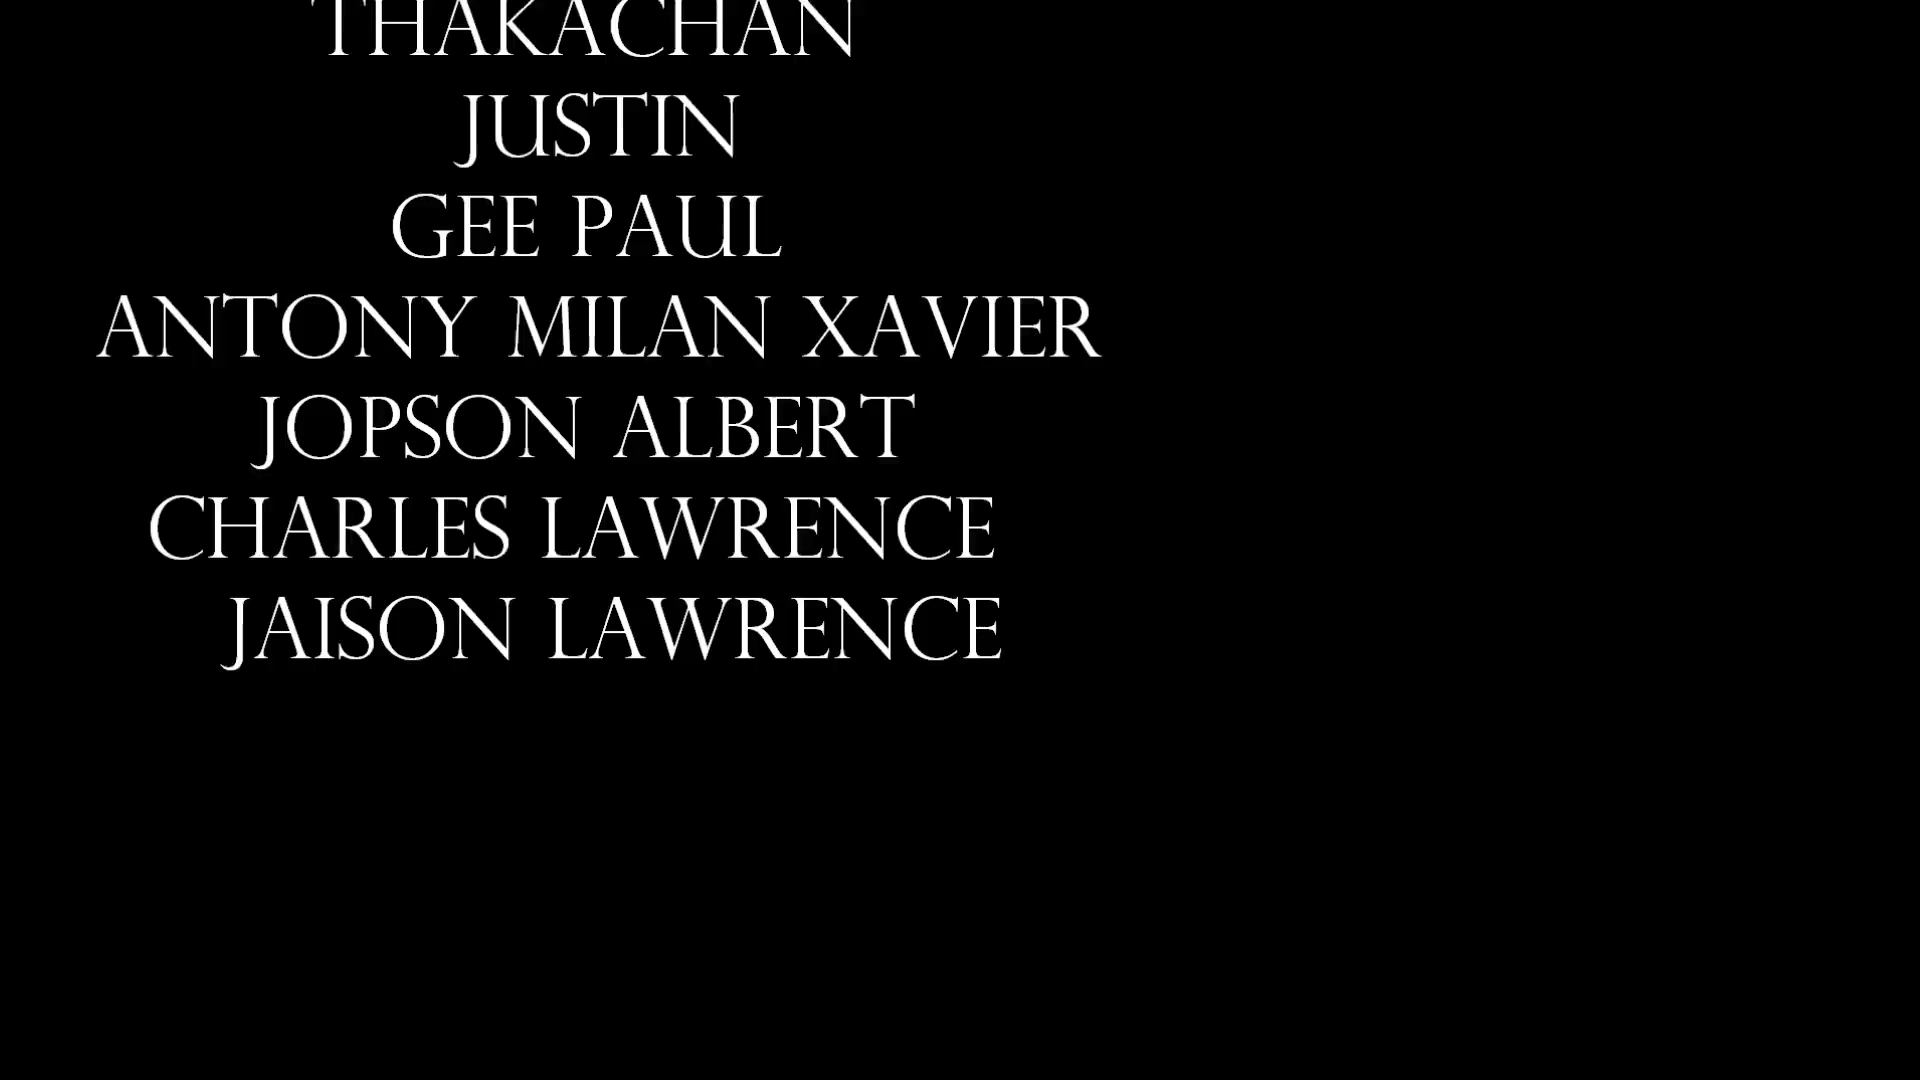 THAKACHAN
JUSTIN
GEE PAUL
ANTONY MILAN XAVIER
JOPSON ALBERT
CHARLES LAWRENCE
JAISON LAWRENCE